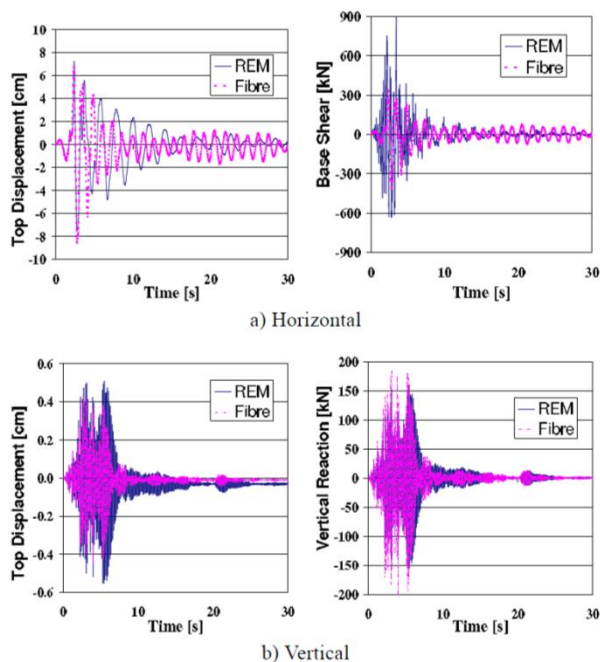 10
8
6
4
2
0
-2
-4
-6
-8
-10
Top Displacement [cm]
REM
Fibre
0 10 20 30
Time [s]
900
600
300
0
-300
-600
-900
Base Shear [kN]
REM
Fibre
0 10 20 30
Time [s]
a) Horizontal
0.6
0.4
0.2
0.0
-0.2
-0.4
-0.6
Top Displacement [cm]
REM
Fibre
0 10 20 30
Time [s]
200
150
100
50
0
-50
-100
-150
-200
Vertical Reaction [kN]
REM
Fibre
0 10 20 30
Time [s]
b) Vertical